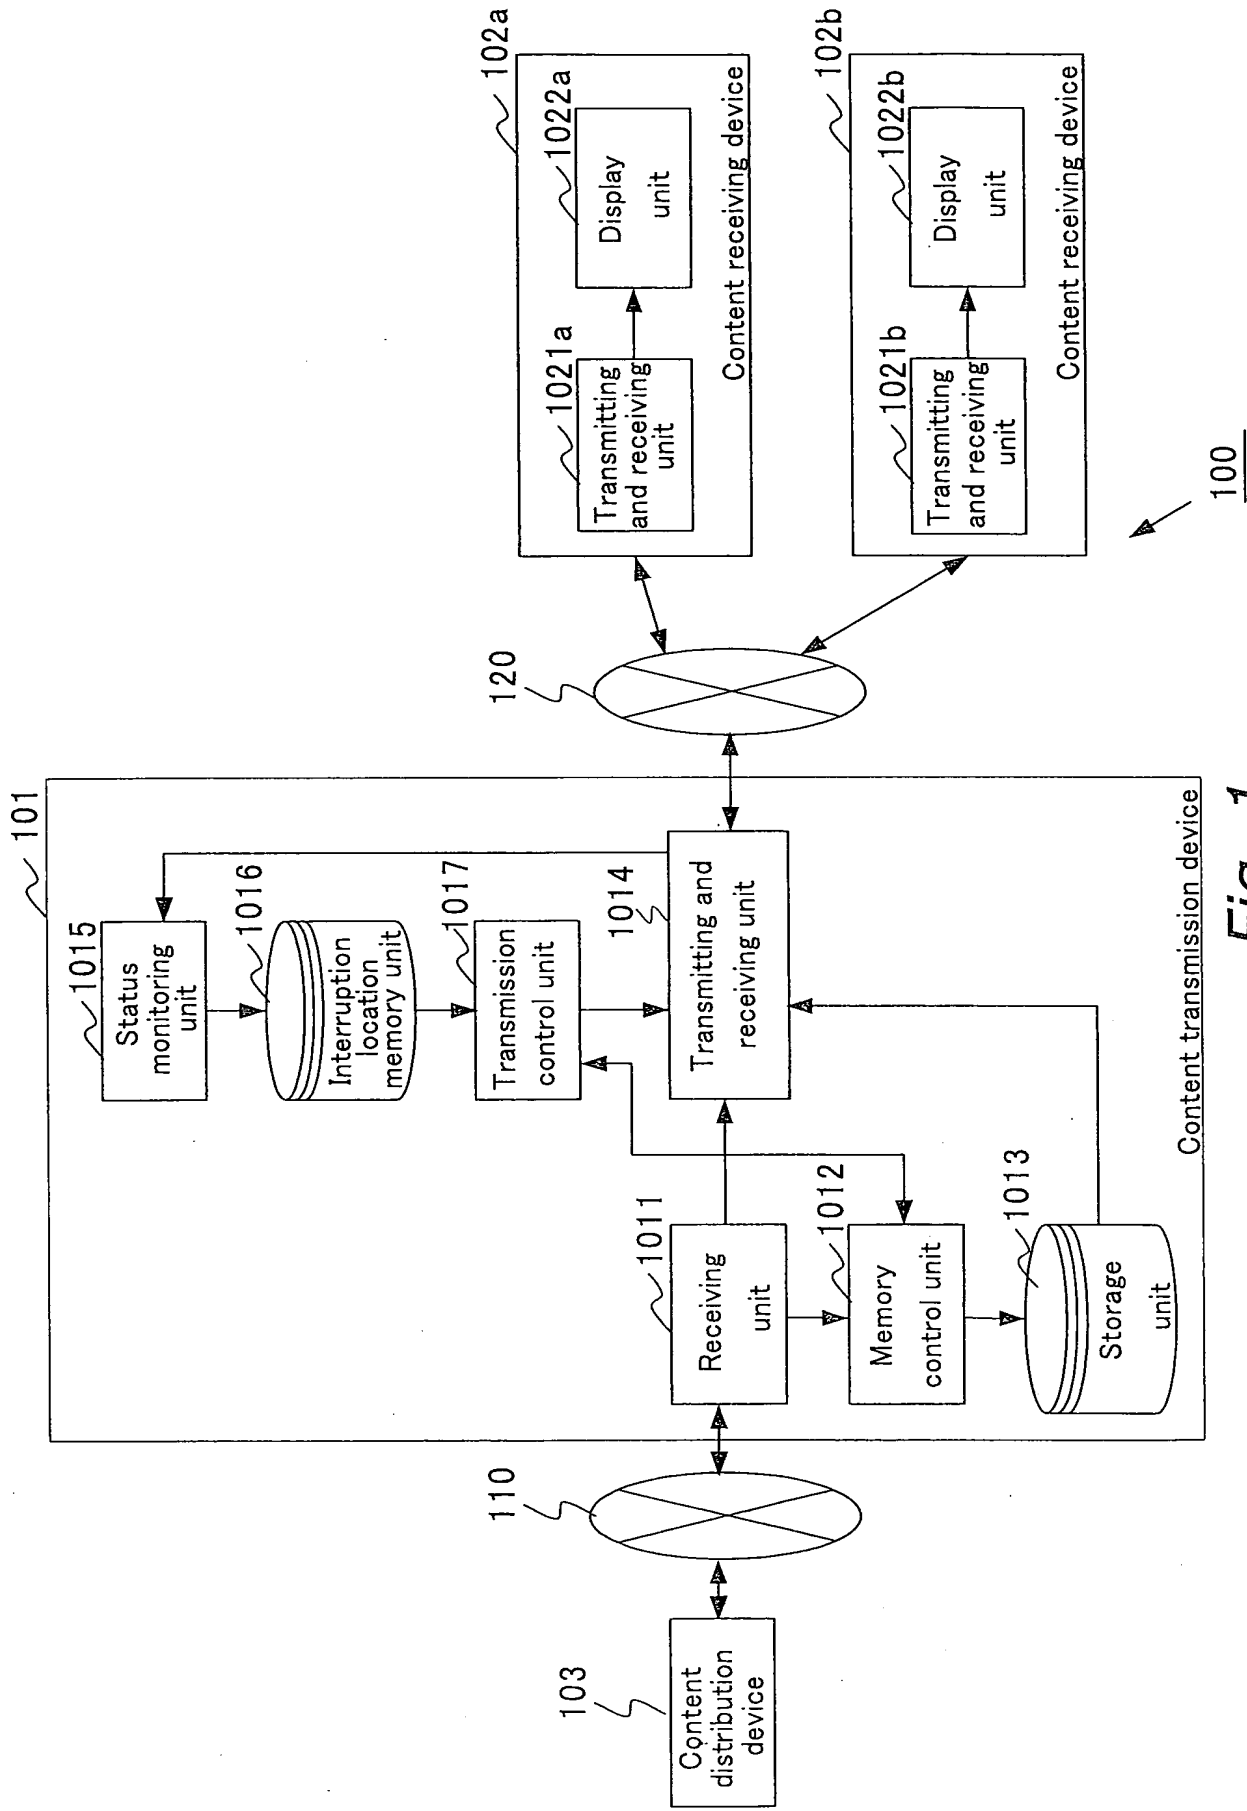 103
Content
distribution
device
110
101
1015
Status
monitoring
unit
1016
Interruption
location
memory unit
1017
Transmission
control unit
1014
Transmitting and
receiving unit
1011
Receiving
unit
1012
Memory
control unit
1013
Storage
unit
Content transmission device
120
102a
1021a
Transmitting
and receiving
unit
1022a
Display
unit
Content receiving device
102b
1021b
Transmitting
and receiving
unit
1022b
Display
unit
Content receiving device
100
Fig. 1